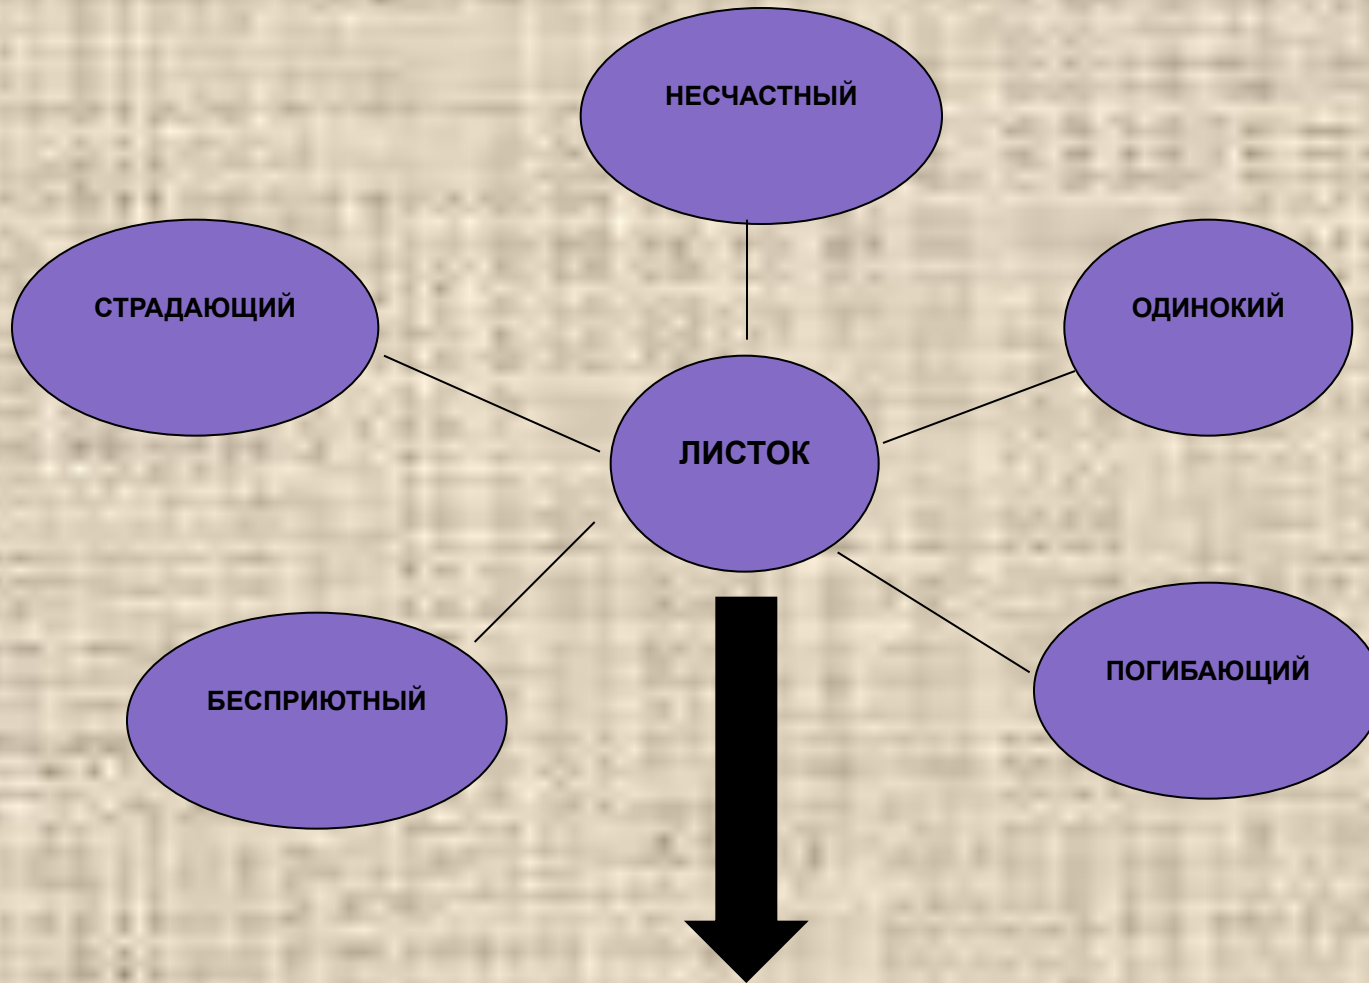 НЕСЧАСТНЫЙ
СТРАДАЮЩИЙ
ОДИНОКИЙ
ЛИСТОК
ПОГИБАЮЩИЙ
БЕСПРИЮТНЫЙ